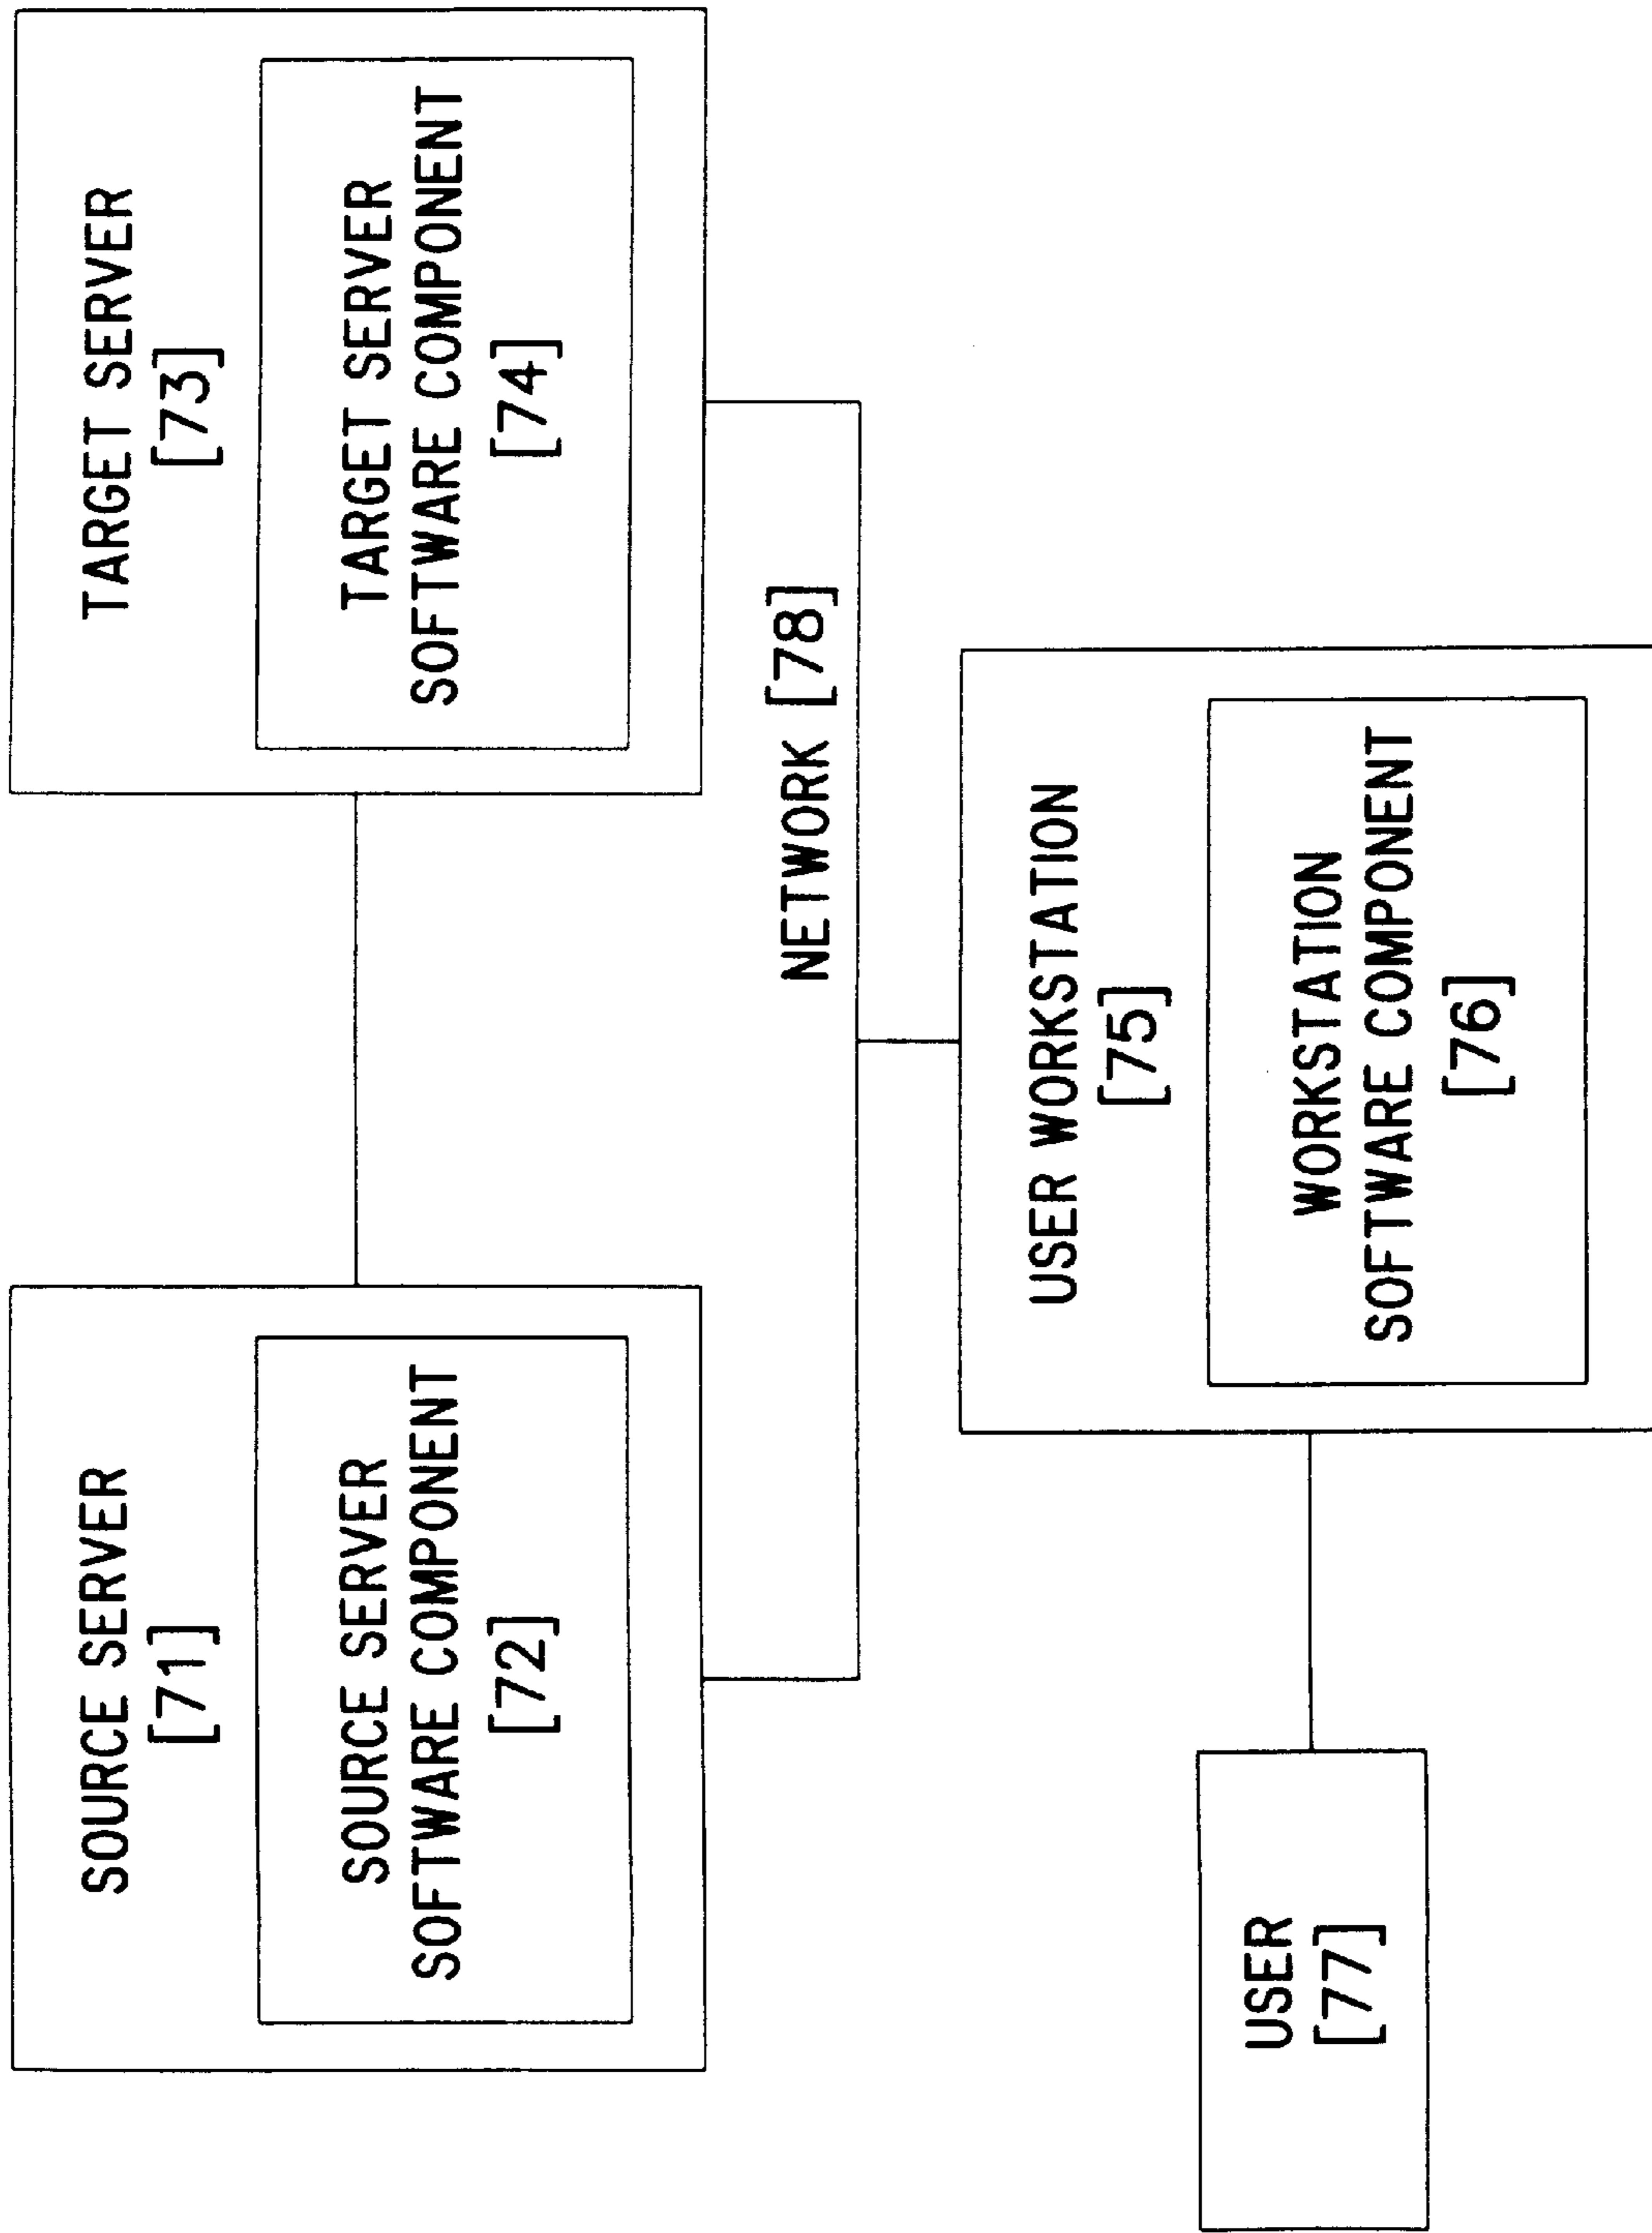 SOURCE SERVER
[71]
SOURCE SERVER
SOFTWARE COMPONENT
[72]
TARGET SERVER
[73]
TARGET SERVER
SOFTWARE COMPONENT
[74]
NETWORK [78]
USER WORKSTATION
[75]
WORKSTATION
SOFTWARE COMPONENT
[76]
USER
[77]